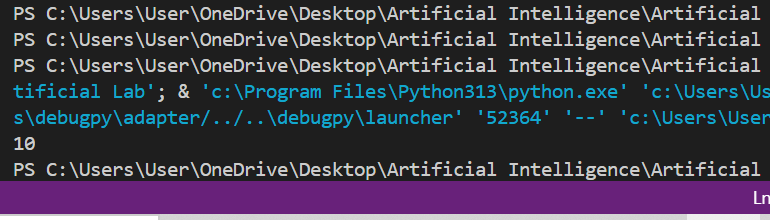 PS C:\Users\User\OneDrive\Desktop\Artificial Intelligence\Artificial
PS C:\Users\User\OneDrive\Desktop\Artificial Intelligence\Artificial
PS C:\Users\User\OneDrive\Desktop\Artificial Intelligence\Artificial
tificial Lab'; & 'c:\Program Files\Python313\python.exe' 'c:\Users\Us
s\debugpy\adapter/../..\debugpy\launcher' '52364' '--' 'c:\Users\User
10
PS C:\Users\User\OneDrive\Desktop\Artificial Intelligence\Artificial
Ln